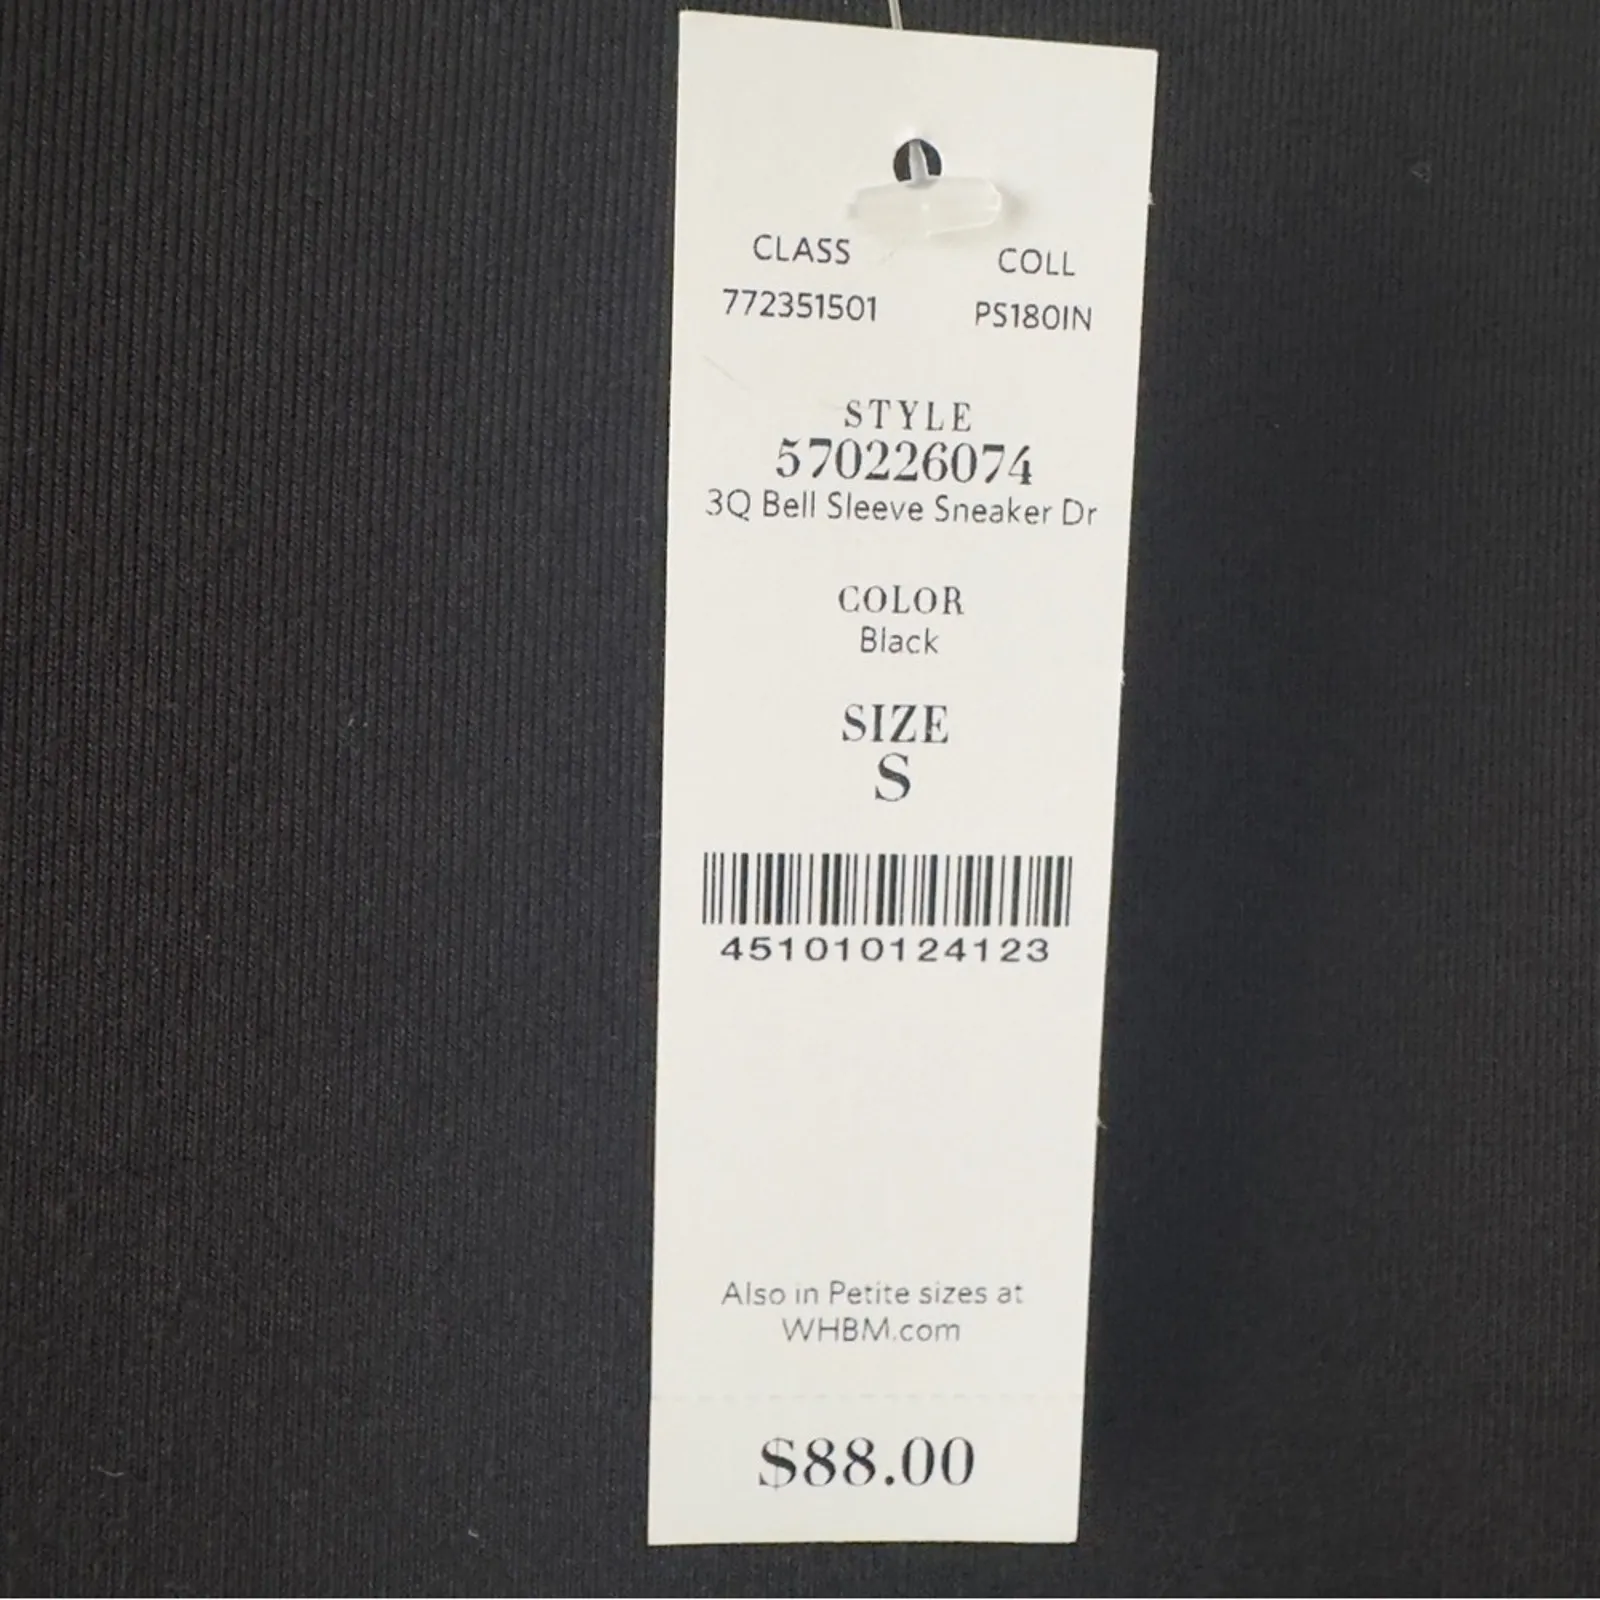 CLASS COLL
772351501 PS180IN
STYLE
570226074
3Q Bell Sleeve Sneaker Dr
COLOR
Black
SIZE
S
451010124123
Also in Petite sizes at
WHBM.com
$88.00